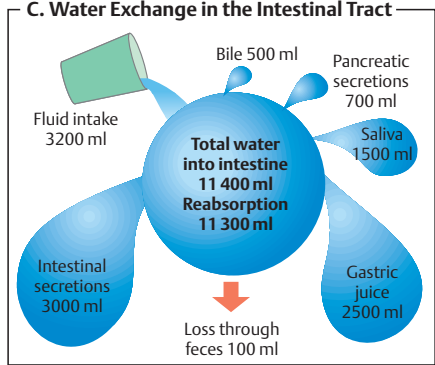 C. Water Exchange in the Intestinal Tract
Bile 500 ml
Pancreatic
secretions
700 ml
Fluid intake
3200 ml
Saliva
1500 ml
Total water
into intestine
11 400 ml
Reabsorption
11 300 ml
Intestinal
secretions
3000 ml
Gastric
juice
2500 ml
Loss through
feces 100 ml